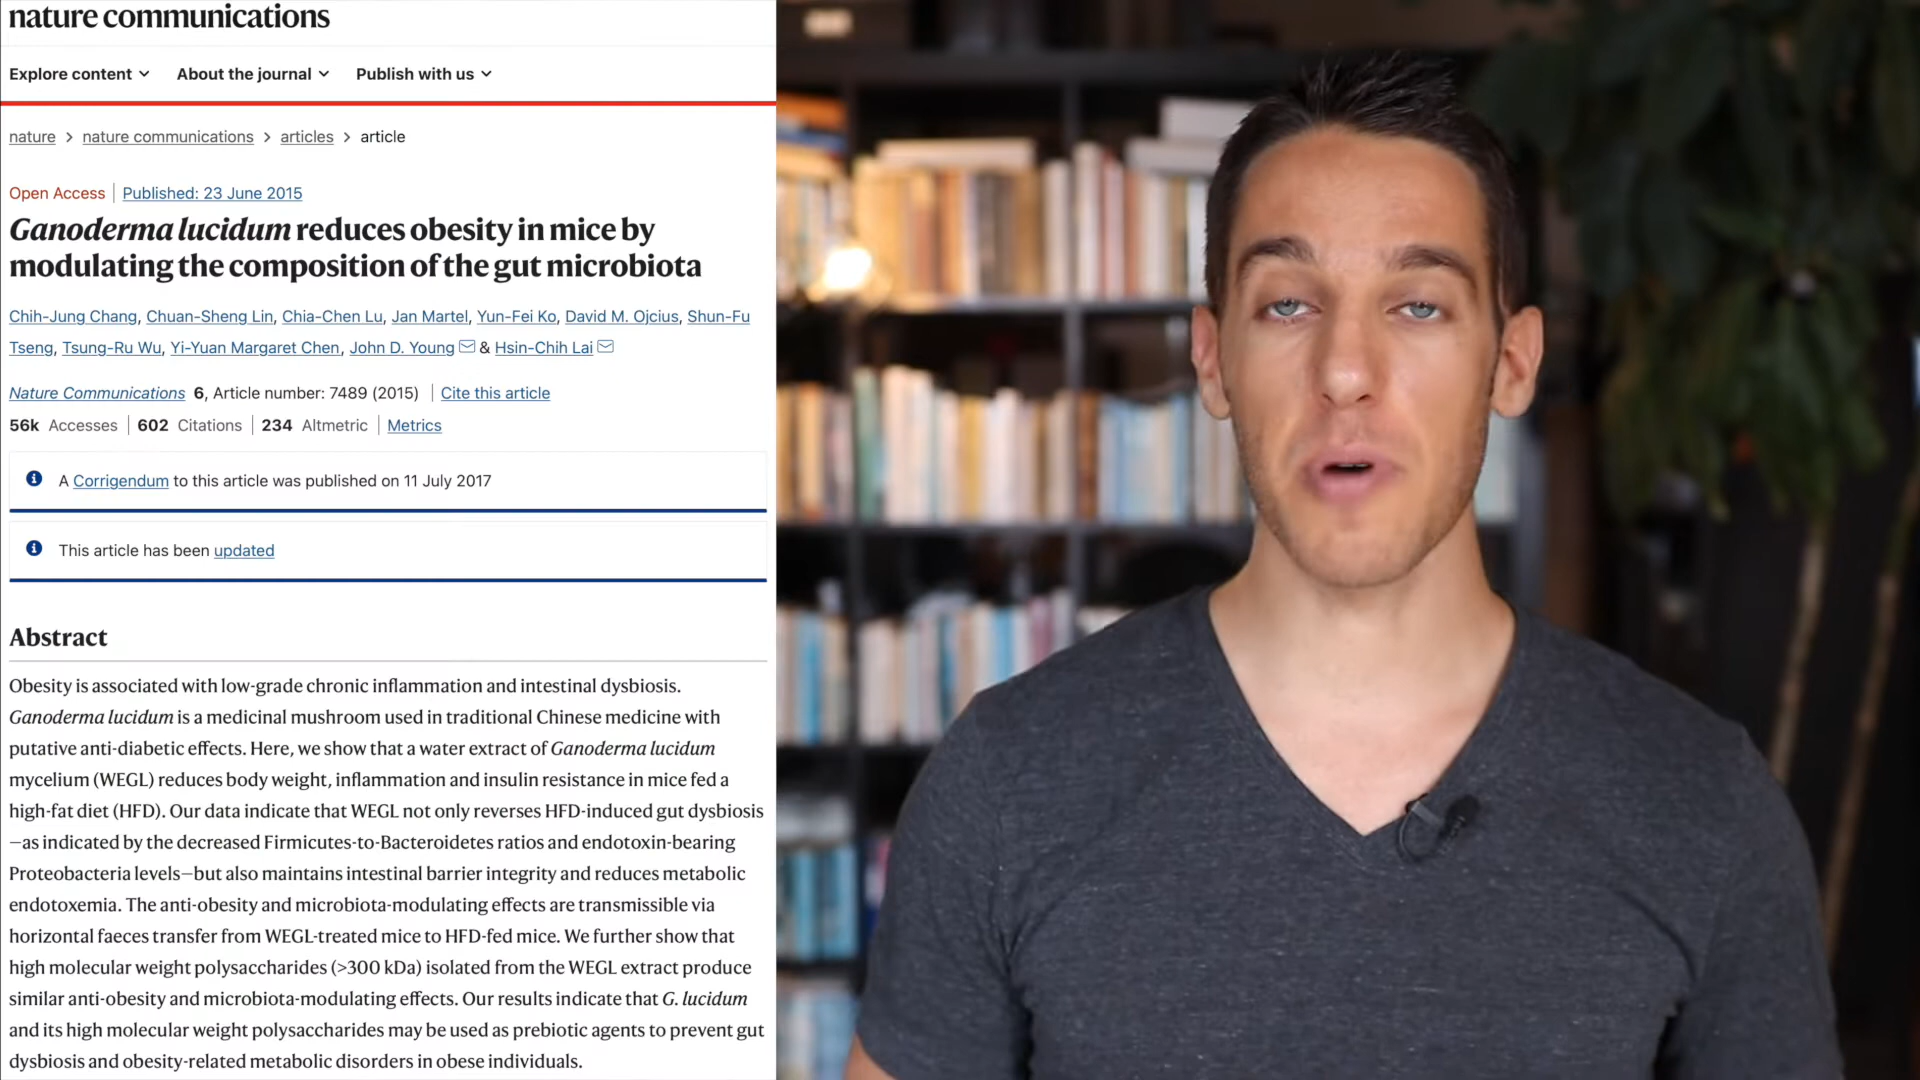 nature communications
Explore content About the journal Publish with us
nature > nature communications > articles > article
Open Access | Published: 23 June 2015
Ganoderma lucidum reduces obesity in mice by
modulating the composition of the gut microbiota
Chih-Jung Chang, Chuan-Sheng Lin, Chia-Chen Lu, Jan Martel, Yun-Fei Ko, David M. Ojcius, Shun-Fu
Tseng, Tsung-Ru Wu, Yi-Yuan Margaret Chen, John D. Young & Hsin-Chih Lai
Nature Communications 6, Article number: 7489 (2015) | Cite this article
56k Accesses | 602 Citations | 234 Altmetric | Metrics
A Corrigendum to this article was published on 11 July 2017
This article has been updated
Abstract
Obesity is associated with low-grade chronic inflammation and intestinal dysbiosis.
Ganoderma lucidum is a medicinal mushroom used in traditional Chinese medicine with
putative anti-diabetic effects. Here, we show that a water extract of Ganoderma lucidum
mycelium (WEGL) reduces body weight, inflammation and insulin resistance in mice fed a
high-fat diet (HFD). Our data indicate that WEGL not only reverses HFD-induced gut dysbiosis
—as indicated by the decreased Firmicutes-to-Bacteroidetes ratios and endotoxin-bearing
Proteobacteria levels—but also maintains intestinal barrier integrity and reduces metabolic
endotoxemia. The anti-obesity and microbiota-modulating effects are transmissible via
horizontal faeces transfer from WEGL-treated mice to HFD-fed mice. We further show that
high molecular weight polysaccharides (>300 kDa) isolated from the WEGL extract produce
similar anti-obesity and microbiota-modulating effects. Our results indicate that G. lucidum
and its high molecular weight polysaccharides may be used as prebiotic agents to prevent gut
dysbiosis and obesity-related metabolic disorders in obese individuals.